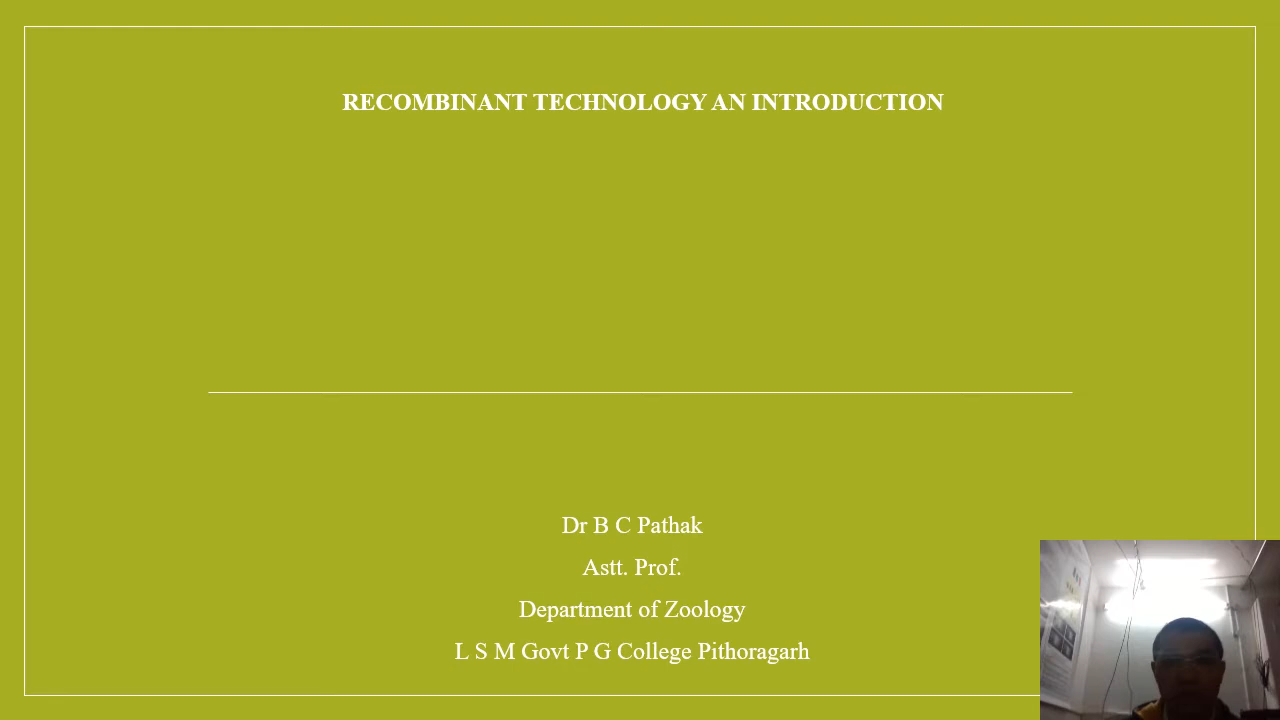 RECOMBINANT TECHNOLOGY AN INTRODUCTION
Dr B C Pathak
Astt. Prof.
Department of Zoology
L S M Govt P G College Pithoragarh